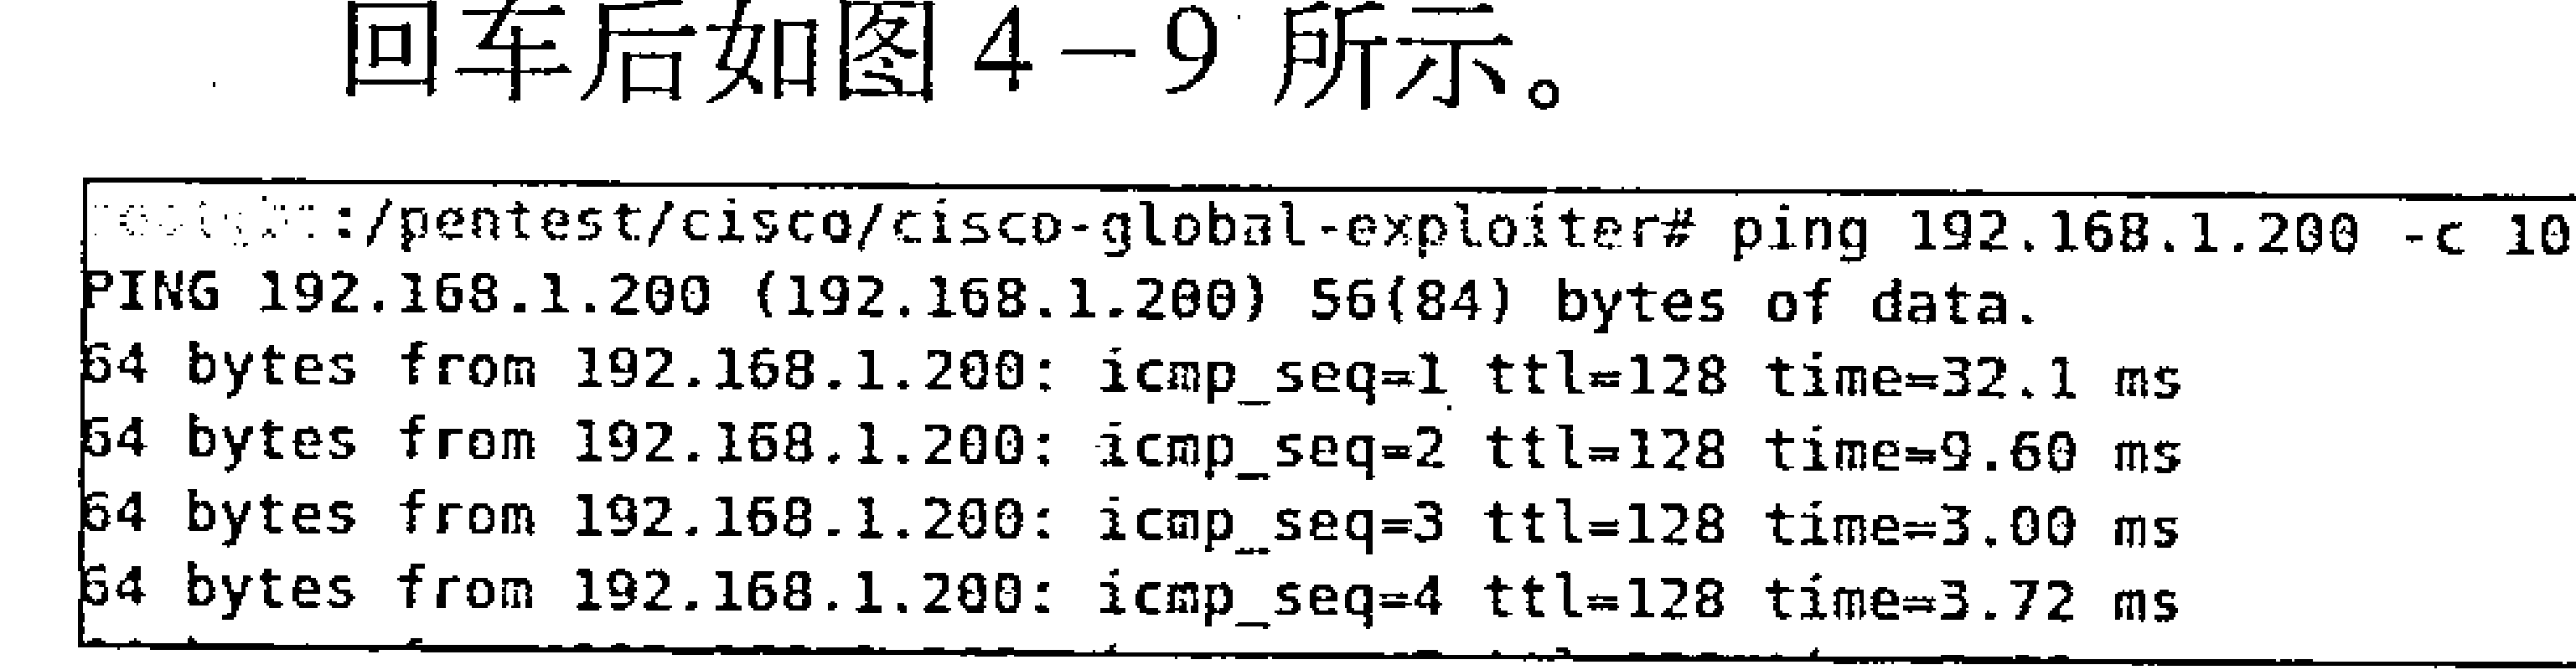 回车后如图 4－9 所示。
:/pentest/cisco/cisco-global-exploiter# ping 192.168.1.200 -c 10
PING 192.168.1.200 (192.168.1.200) 56(84) bytes of data.
64 bytes from 192.168.1.200: icmp_seq=1 ttl=128 time=32.1 ms
64 bytes from 192.168.1.200: icmp_seq=2 ttl=128 time=9.60 ms
64 bytes from 192.168.1.200: icmp_seq=3 ttl=128 time=3.00 ms
64 bytes from 192.168.1.200: icmp_seq=4 ttl=128 time=3.72 ms